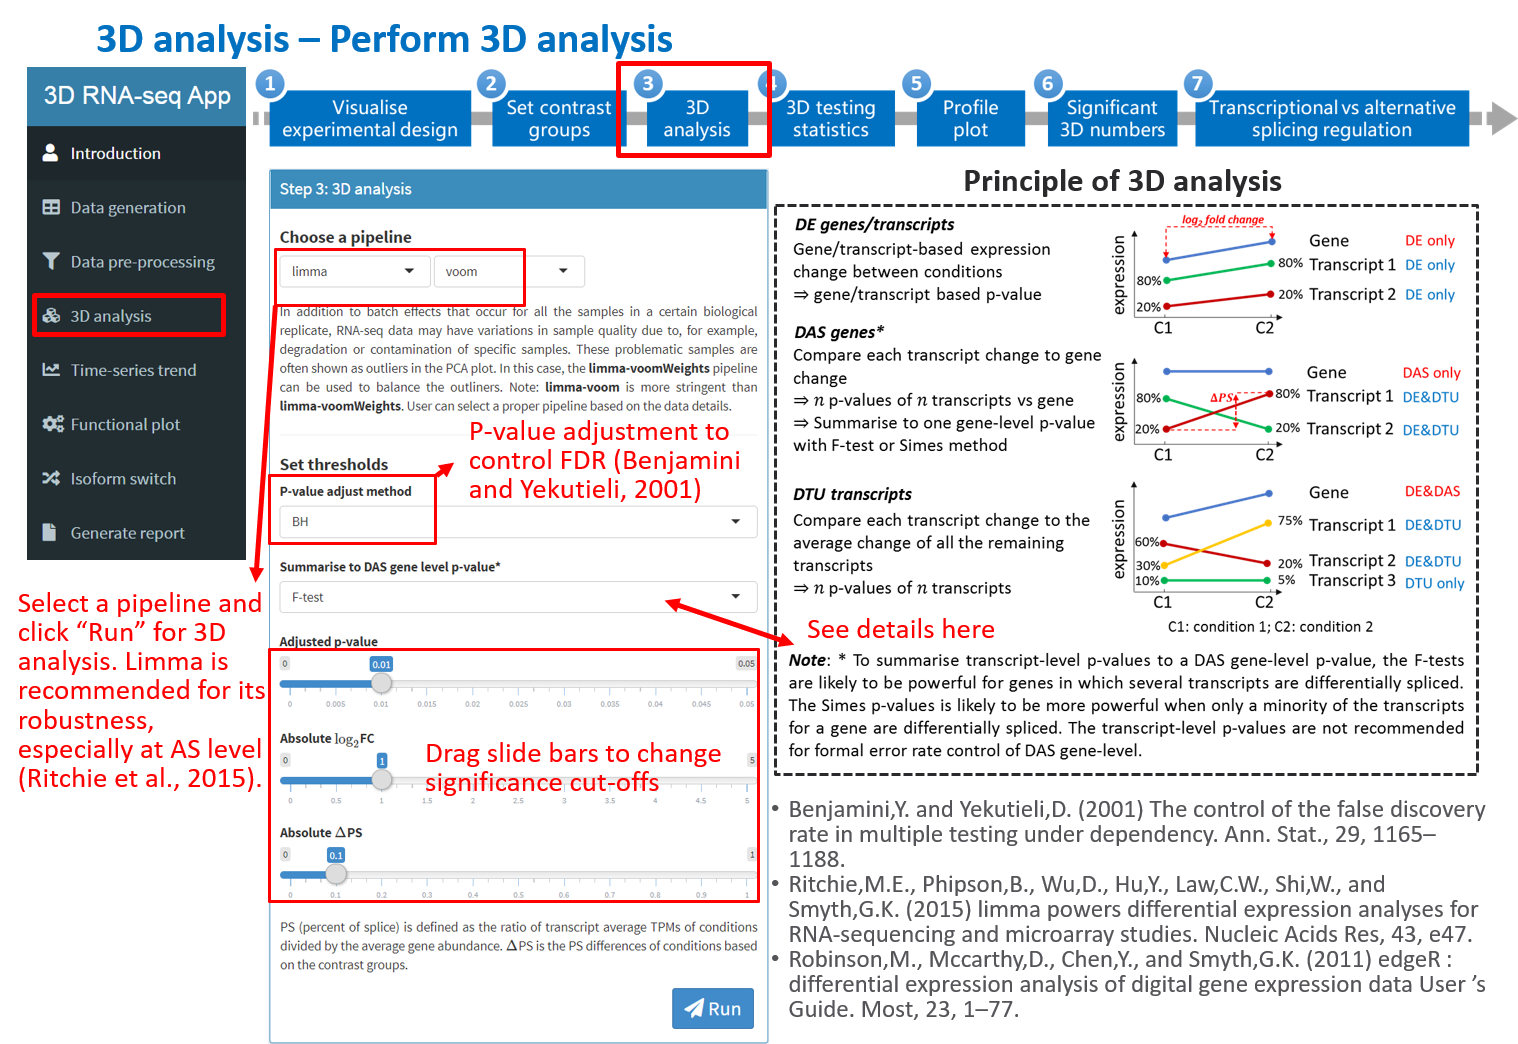 3D analysis – Perform 3D analysis
3D RNA-seq App
Introduction
Data generation
Data pre-processing
3D analysis
Time-series trend
Functional plot
Isoform switch
Generate report
1
Visualise
experimental design
2
Set contrast
groups
3
3D
analysis
4
3D testing
statistics
5
Profile
plot
6
Significant
3D numbers
7
Transcriptional vs alternative
splicing regulation
Step 3: 3D analysis
Choose a pipeline
limma
voom
In addition to batch effects that occur for all the samples in a certain biological
replicate, RNA-seq data may have variations in sample quality due to, for example,
degradation or contamination of specific samples. These problematic samples are
often shown as outliers in the PCA plot. In this case, the limma-voomWeights pipeline
can be used to balance the outliners. Note: limma-voom is more stringent than
limma-voomWeights. User can select a proper pipeline based on the data details.
P-value adjustment to
control FDR (Benjamini
and Yekutieli, 2001)
Set thresholds
P-value adjust method
BH
Summarise to DAS gene level p-value*
F-test
Select a pipeline and
click “Run” for 3D
analysis. Limma is
recommended for its
robustness,
especially at AS level
(Ritchie et al., 2015).
Adjusted p-value
0 0.01 0.05
0 0.005 0.01 0.015 0.02 0.025 0.03 0.035 0.04 0.045 0.05
Absolute log2FC
0 1 5
0 0.5 1 1.5 2 2.5 3 3.5 4 4.5 5
Drag slide bars to change
significance cut-offs
Absolute ΔPS
0 0.1 1
0 0.1 0.2 0.3 0.4 0.5 0.6 0.7 0.8 0.9 1
PS (percent of splice) is defined as the ratio of transcript average TPMs of conditions
divided by the average gene abundance. ΔPS is the PS differences of conditions based
on the contrast groups.
Run
Principle of 3D analysis
DE genes/transcripts
Gene/transcript-based expression
change between conditions
⇒ gene/transcript based p-value
DAS genes*
Compare each transcript change to gene
change
⇒ n p-values of n transcripts vs gene
⇒ Summarise to one gene-level p-value
with F-test or Simes method
DTU transcripts
Compare each transcript change to the
average change of all the remaining
transcripts
⇒ n p-values of n transcripts
log2 fold change
expression
80%
20%
80%
20%
C1 C2
Gene DE only
Transcript 1 DE only
Transcript 2 DE only
expression
80%
20%
ΔPS
80%
20%
C1 C2
Gene DAS only
Transcript 1 DE&DTU
Transcript 2 DE&DTU
expression
60%
30%
10%
75%
20%
5%
C1 C2
Gene DE&DAS
Transcript 1 DE&DTU
Transcript 2 DE&DTU
Transcript 3 DTU only
C1: condition 1; C2: condition 2
See details here
Note: * To summarise transcript-level p-values to a DAS gene-level p-value, the F-tests
are likely to be powerful for genes in which several transcripts are differentially spliced.
The Simes p-values is likely to be more powerful when only a minority of the transcripts
for a gene are differentially spliced. The transcript-level p-values are not recommended
for formal error rate control of DAS gene-level.
• Benjamini,Y. and Yekutieli,D. (2001) The control of the false discovery
rate in multiple testing under dependency. Ann. Stat., 29, 1165–
1188.
• Ritchie,M.E., Phipson,B., Wu,D., Hu,Y., Law,C.W., Shi,W., and
Smyth,G.K. (2015) limma powers differential expression analyses for
RNA-sequencing and microarray studies. Nucleic Acids Res, 43, e47.
• Robinson,M., Mccarthy,D., Chen,Y., and Smyth,G.K. (2011) edgeR :
differential expression analysis of digital gene expression data User ’s
Guide. Most, 23, 1–77.